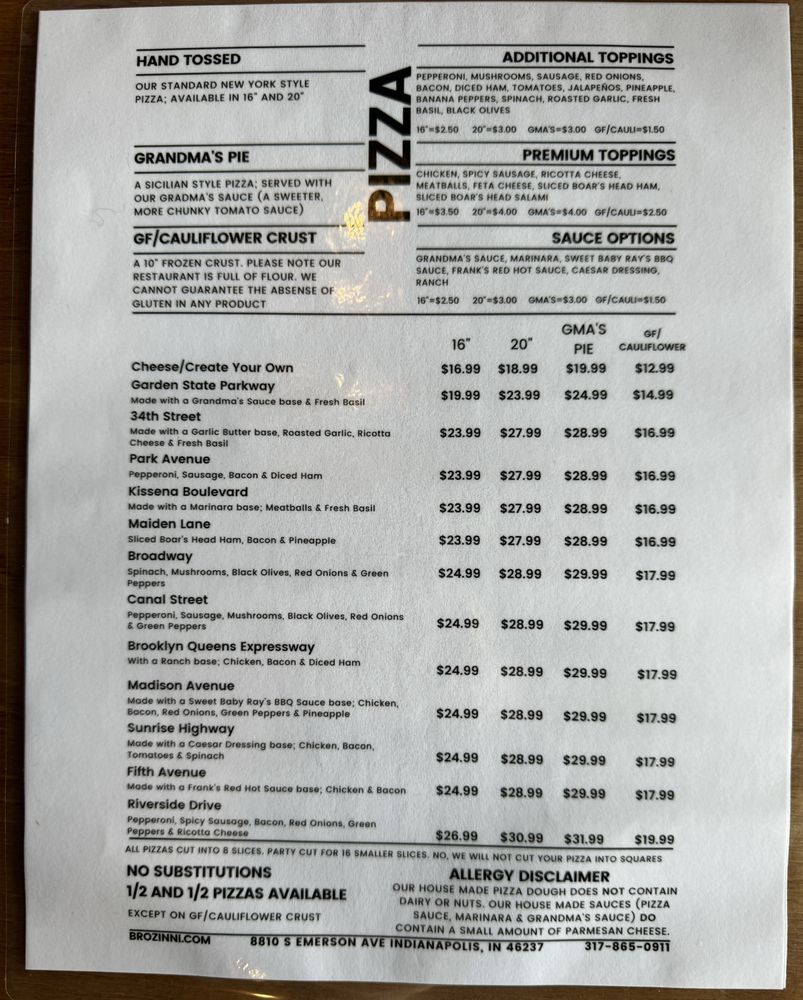 PIZZA
HAND TOSSED
OUR STANDARD NEW YORK STYLE
PIZZA; AVAILABLE IN 16" AND 20"
GRANDMA'S PIE
A SICILIAN STYLE PIZZA; SERVED WITH
OUR GRADMA'S SAUCE (A SWEETER,
MORE CHUNKY TOMATO SAUCE)
GF/CAULIFLOWER CRUST
A 10" FROZEN CRUST. PLEASE NOTE OUR
RESTAURANT IS FULL OF FLOUR. WE
CANNOT GUARANTEE THE ABSENSE OF
GLUTEN IN ANY PRODUCT
ADDITIONAL TOPPINGS
PEPPERONI, MUSHROOMS, SAUSAGE, RED ONIONS,
BACON, DICED HAM, TOMATOES, JALAPEÑOS, PINEAPPLE,
BANANA PEPPERS, SPINACH, ROASTED GARLIC, FRESH
BASIL, BLACK OLIVES
16"=$2.50 20"=$3.00 GMA'S=$3.00 GF/CAULI=$1.50
PREMIUM TOPPINGS
CHICKEN, SPICY SAUSAGE, RICOTTA CHEESE,
MEATBALLS, FETA CHEESE, SLICED BOAR'S HEAD HAM,
SLICED BOAR'S HEAD SALAMI
16"=$3.50 20"=$4.00 GMA'S=$4.00 GF/CAULI=$2.50
SAUCE OPTIONS
GRANDMA'S SAUCE, MARINARA, SWEET BABY RAY'S BBQ
SAUCE, FRANK'S RED HOT SAUCE, CAESAR DRESSING,
RANCH
16"=$2.50 20"=$3.00 GMA'S=$3.00 GF/CAULI=$1.50
16" 20" GMA'S PIE GF/ CAULIFLOWER
Cheese/Create Your Own $16.99 $18.99 $19.99 $12.99
Garden State Parkway
Made with a Grandma's Sauce base & Fresh Basil $19.99 $23.99 $24.99 $14.99
34th Street
Made with a Garlic Butter base, Roasted Garlic, Ricotta $23.99 $27.99 $28.99 $16.99
Cheese & Fresh Basil
Park Avenue
Pepperoni, Sausage, Bacon & Diced Ham $23.99 $27.99 $28.99 $16.99
Kissena Boulevard
Made with a Marinara base; Meatballs & Fresh Basil $23.99 $27.99 $28.99 $16.99
Maiden Lane
Sliced Boar's Head Ham, Bacon & Pineapple $23.99 $27.99 $28.99 $16.99
Broadway
Spinach, Mushrooms, Black Olives, Red Onions & Green $24.99 $28.99 $29.99 $17.99
Peppers
Canal Street
Pepperoni, Sausage, Mushrooms, Black Olives, Red Onions
& Green Peppers $24.99 $28.99 $29.99 $17.99
Brooklyn Queens Expressway
With a Ranch base; Chicken, Bacon & Diced Ham $24.99 $28.99 $29.99 $17.99
Madison Avenue
Made with a Sweet Baby Ray's BBQ Sauce base; Chicken,
Bacon, Red Onions, Green Peppers & Pineapple $24.99 $28.99 $29.99 $17.99
Sunrise Highway
Made with a Caesar Dressing base; Chicken, Bacon,
Tomatoes & Spinach $24.99 $28.99 $29.99 $17.99
Fifth Avenue
Made with a Frank's Red Hot Sauce base; Chicken & Bacon $24.99 $28.99 $29.99 $17.99
Riverside Drive
Pepperoni, Spicy Sausage, Bacon, Red Onions, Green
Peppers & Ricotta Cheese $26.99 $30.99 $31.99 $19.99
ALL PIZZAS CUT INTO 8 SLICES. PARTY CUT FOR 16 SMALLER SLICES. NO, WE WILL NOT CUT YOUR PIZZA INTO SQUARES
NO SUBSTITUTIONS
1/2 AND 1/2 PIZZAS AVAILABLE
EXCEPT ON GF/CAULIFLOWER CRUST
ALLERGY DISCLAIMER
OUR HOUSE MADE PIZZA DOUGH DOES NOT CONTAIN
DAIRY OR NUTS. OUR HOUSE MADE SAUCES (PIZZA
SAUCE, MARINARA & GRANDMA'S SAUCE) DO
CONTAIN A SMALL AMOUNT OF PARMESAN CHEESE.
BROZINNI.COM 8810 S EMERSON AVE INDIANAPOLIS, IN 46237 317-865-0911